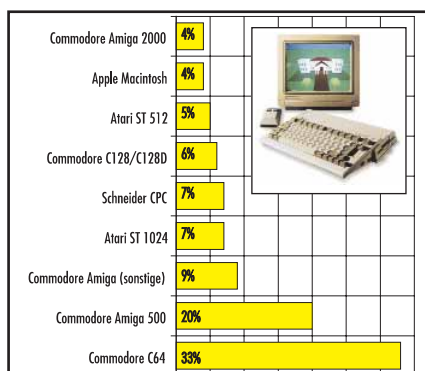 Commodore Amiga 2000 4%
Apple Macintosh 4%
Atari ST 512 5%
Commodore C128/C128D 6%
Schneider CPC 7%
Atari ST 1024 7%
Commodore Amiga (sonstige) 9%
Commodore Amiga 500 20%
Commodore C64 33%